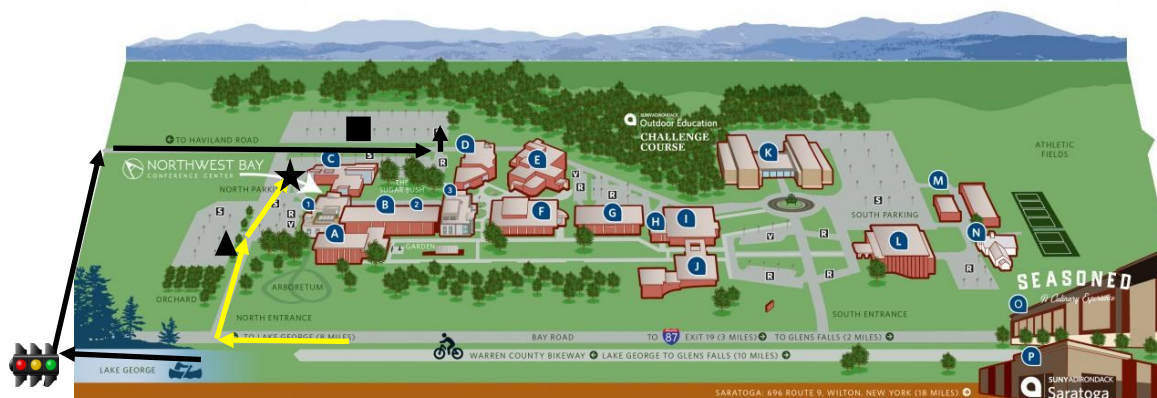 SUNY ADIRONDACK
Outdoor Education
CHALLENGE
COURSE
TO HAVILAND ROAD
NORTHWEST BAY
CONFERENCE CENTER
ATHLETIC
FIELDS
THE
SUGAR BUSH
NORTH PARK
SOUTH PARKING
GARDEN
ORCHARD
ARBORETUM
NORTH ENTRANCE
SOUTH ENTRANCE
A
B
C
D
E
F
G
H
I
J
K
L
M
N
O
P
1
2
3
S
S
S
R
R
R
R
R
R
R
R
V
V
V
SEASONED
A Culinary Experience
TO LAKE GEORGE (8 MILES)
BAY ROAD
TO 87 EXIT 19 (3 MILES)
TO GLENS FALLS (2 MILES)
WARREN COUNTY BIKEWAY
LAKE GEORGE TO GLENS FALLS (10 MILES)
LAKE GEORGE
SUNY ADIRONDACK
Saratoga
SARATOGA: 696 ROUTE 9, WILTON, NEW YORK (18 MILES)